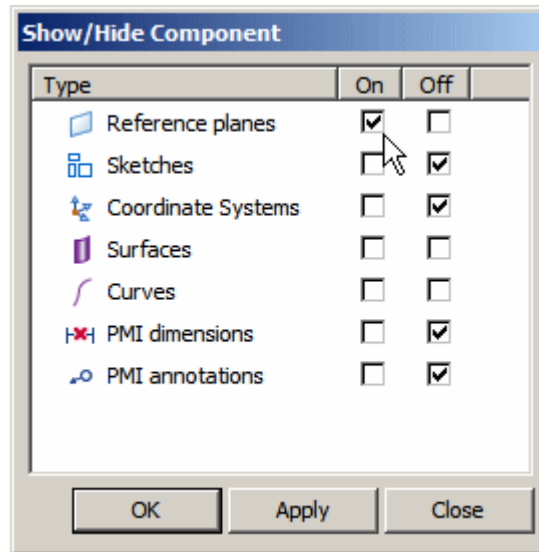 Show/Hide Component
Type On Off
Reference planes
Sketches
Coordinate Systems
Surfaces
Curves
PMI dimensions
PMI annotations
OK Apply Close